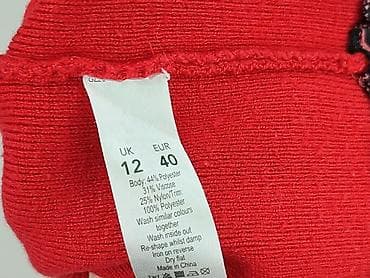 UK EUR
12 40
Body: 44% Polyester
31% Viscose
25% Nylon/Trim:
100% Polyester
Wash similar colours
together
Wash inside out
Re-shape whilst damp
Iron on reverse
Dry flat
Made in China